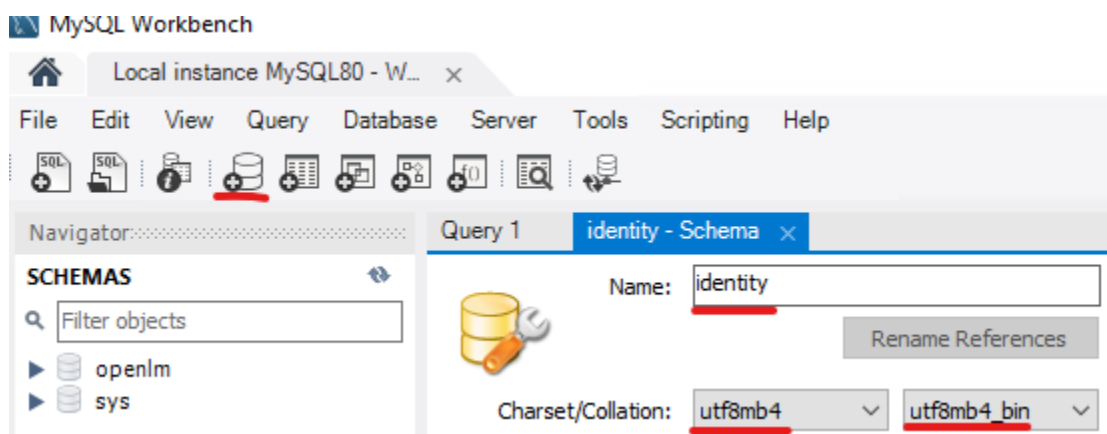 MySQL Workbench
Local instance MySQL80 - W... ×
File Edit View Query Database Server Tools Scripting Help
SQL SQL f()
Navigator
Query 1 identity - Schema ×
SCHEMAS
Name: identity
Filter objects
Rename References
openlm
sys
Charset/Collation: utf8mb4 utf8mb4_bin